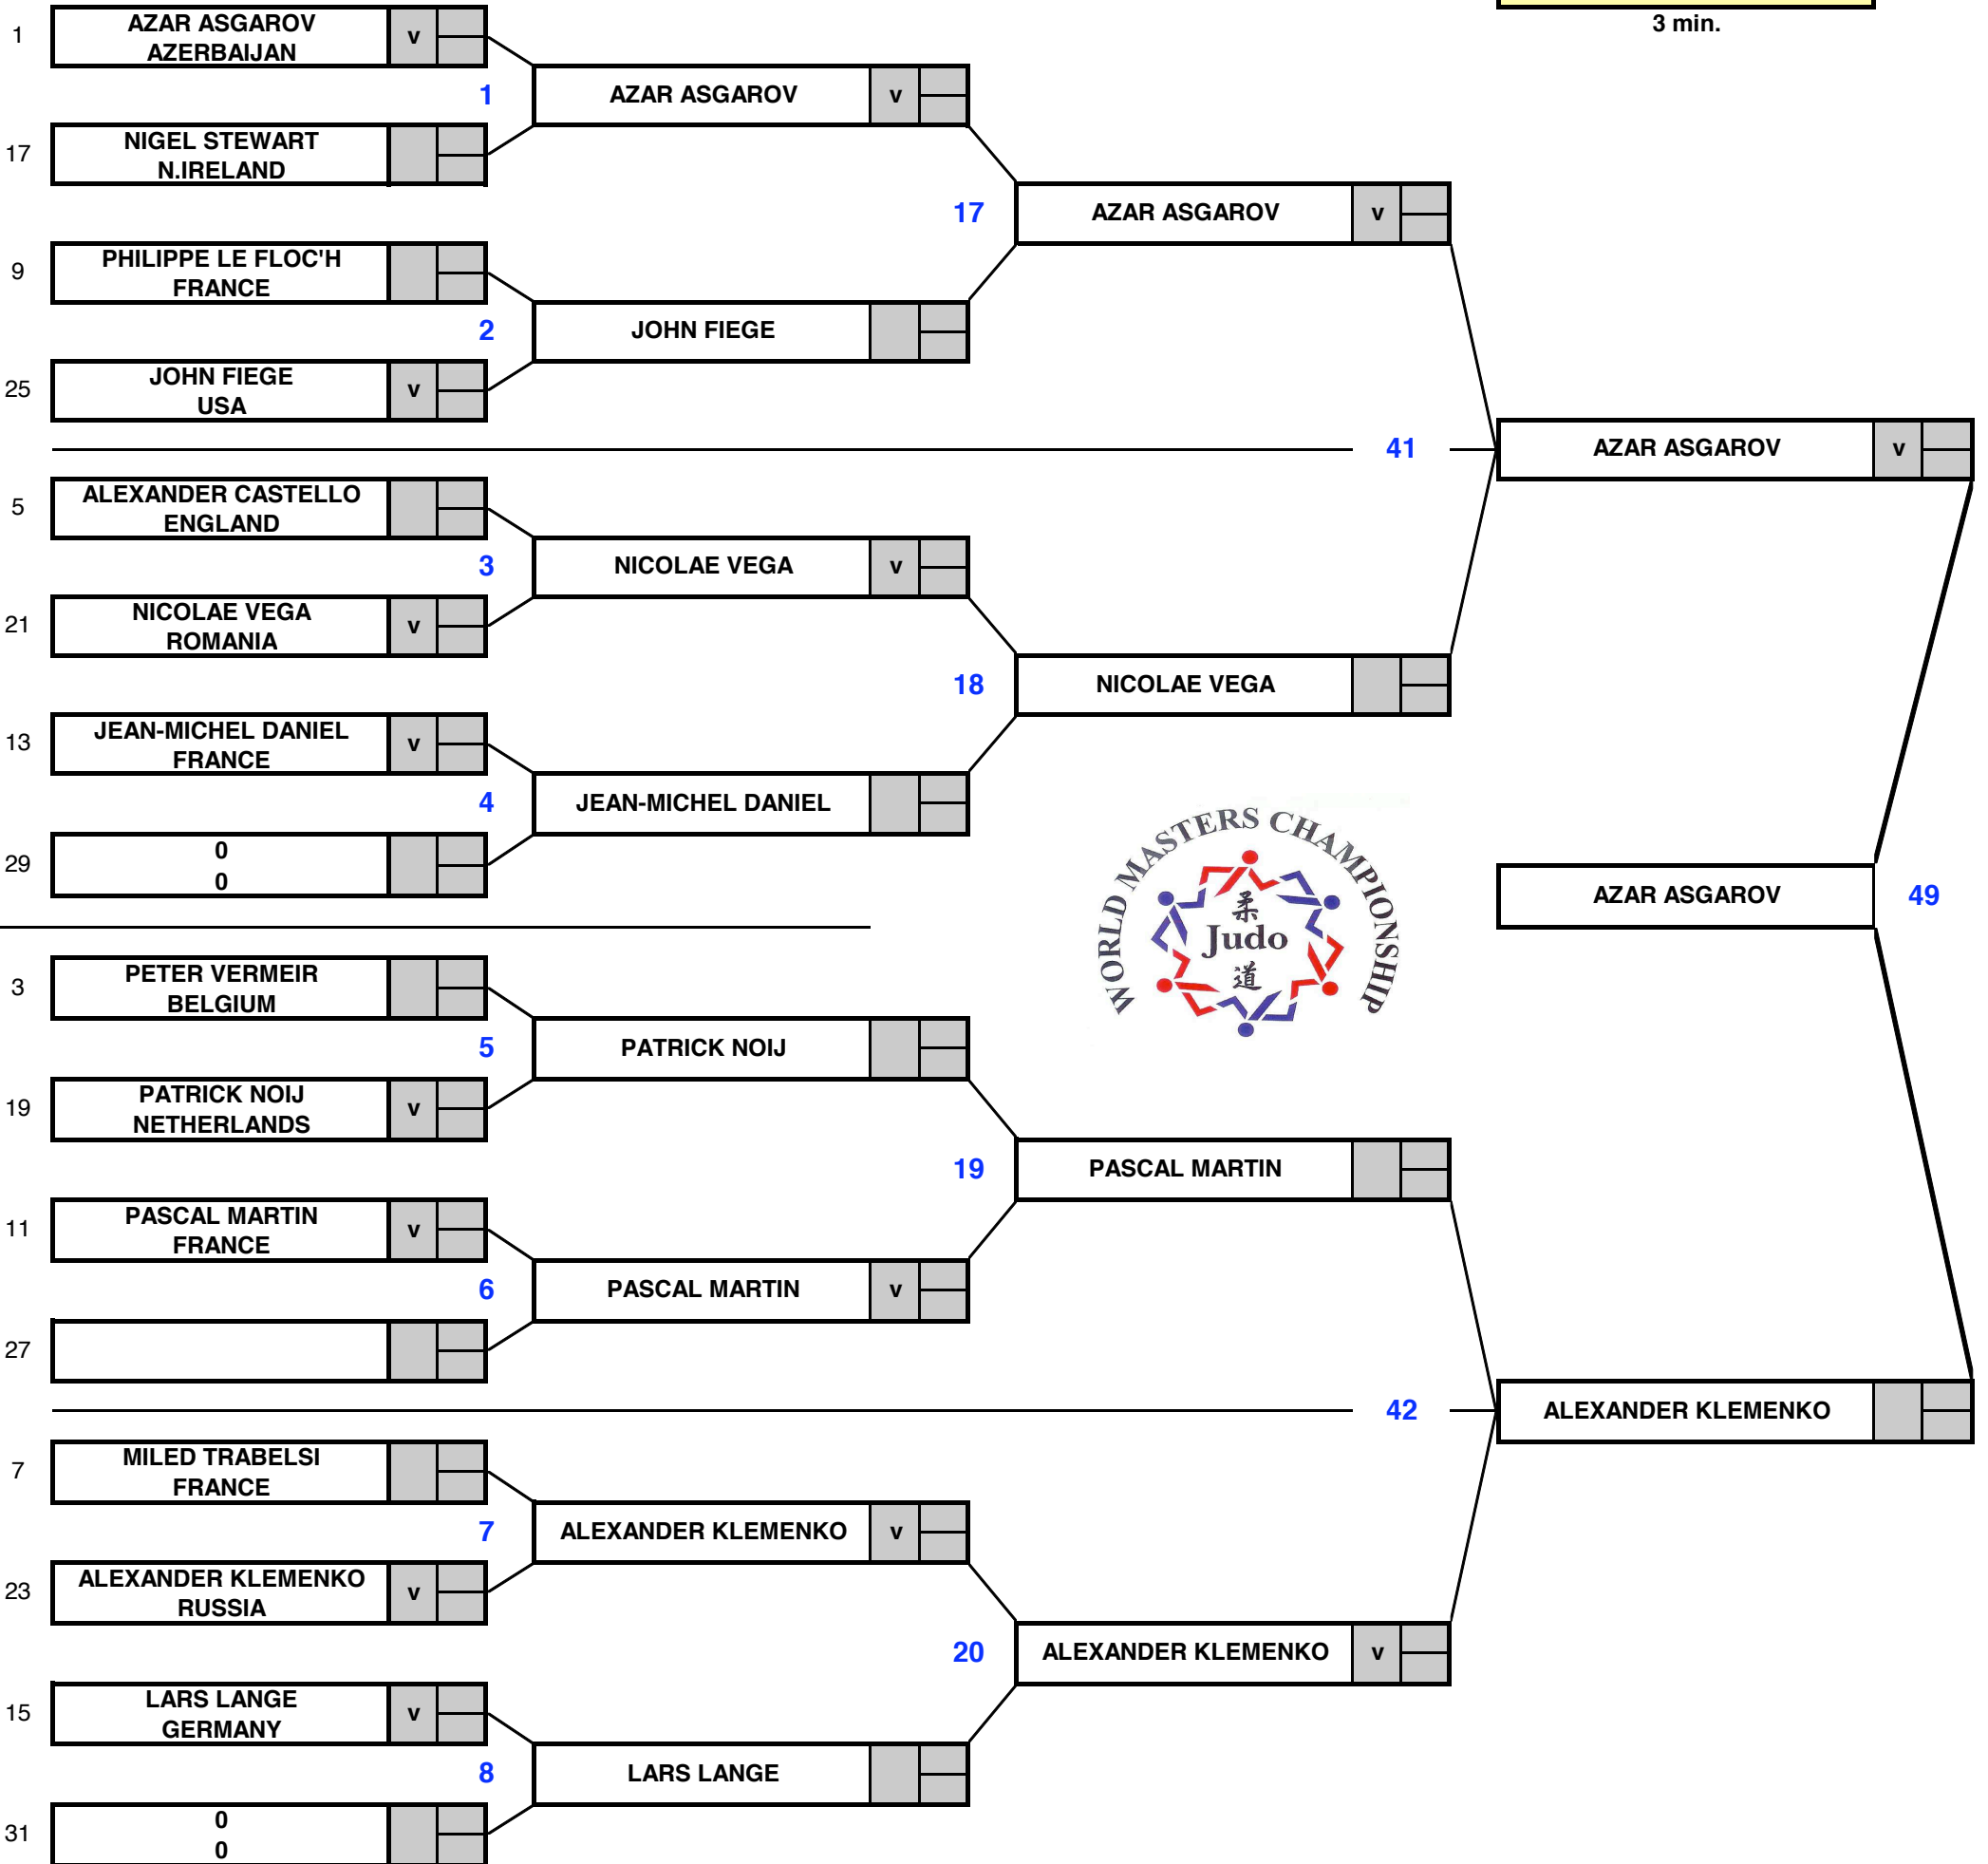 3 min.
1
AZAR ASGAROV
AZERBAIJAN
v
1
AZAR ASGAROV
v
17
NIGEL STEWART
N.IRELAND
17
AZAR ASGAROV
v
9
PHILIPPE LE FLOC'H
FRANCE
2
JOHN FIEGE
25
JOHN FIEGE
USA
v
41
AZAR ASGAROV
v
5
ALEXANDER CASTELLO
ENGLAND
3
NICOLAE VEGA
v
21
NICOLAE VEGA
ROMANIA
v
18
NICOLAE VEGA
13
JEAN-MICHEL DANIEL
FRANCE
v
4
JEAN-MICHEL DANIEL
29
0
0
WORLD MASTERS CHAMPIONSHIP
柔
Judo
道
AZAR ASGAROV
49
3
PETER VERMEIR
BELGIUM
5
PATRICK NOIJ
19
PATRICK NOIJ
NETHERLANDS
v
19
PASCAL MARTIN
11
PASCAL MARTIN
FRANCE
v
6
PASCAL MARTIN
v
27
42
ALEXANDER KLEMENKO
7
MILED TRABELSI
FRANCE
7
ALEXANDER KLEMENKO
v
23
ALEXANDER KLEMENKO
RUSSIA
v
20
ALEXANDER KLEMENKO
v
15
LARS LANGE
GERMANY
v
8
LARS LANGE
31
0
0